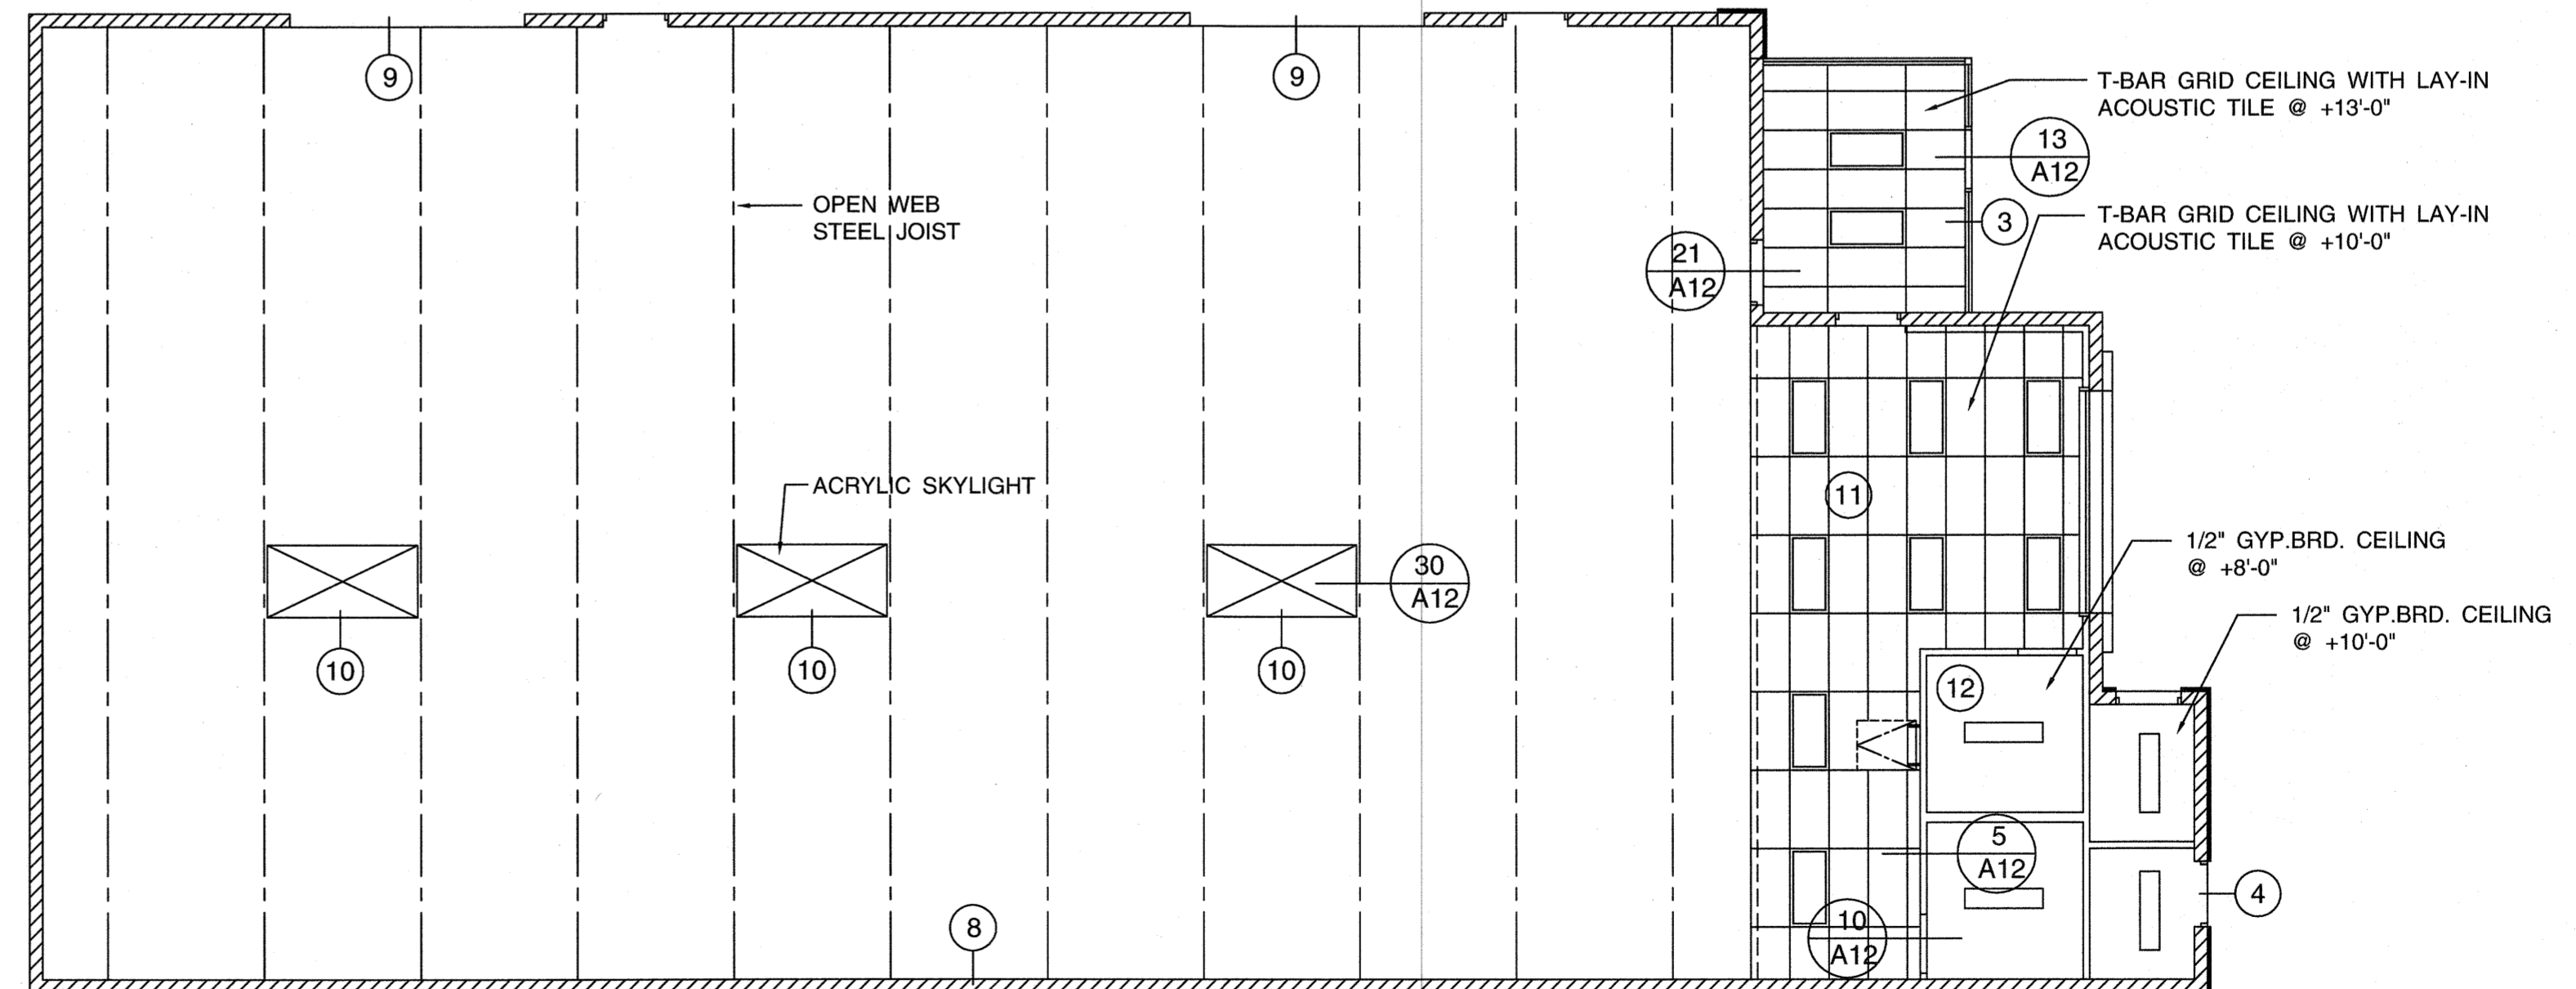 9
9
T-BAR GRID CEILING WITH LAY-IN
ACOUSTIC TILE @ +13'-0"
13
A12
OPEN WEB
STEEL JOIST
3
T-BAR GRID CEILING WITH LAY-IN
ACOUSTIC TILE @ +10'-0"
21
A12
ACRYLIC SKYLIGHT
11
30
A12
1/2" GYP.BRD. CEILING
@ +8'-0"
1/2" GYP.BRD. CEILING
@ +10'-0"
10
10
10
12
5
A12
4
8
10
A12